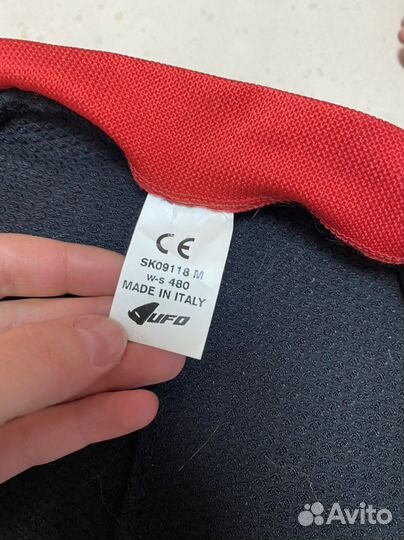 CE
SK09118 M
w-s 480
MADE IN ITALY
UFO
Avito